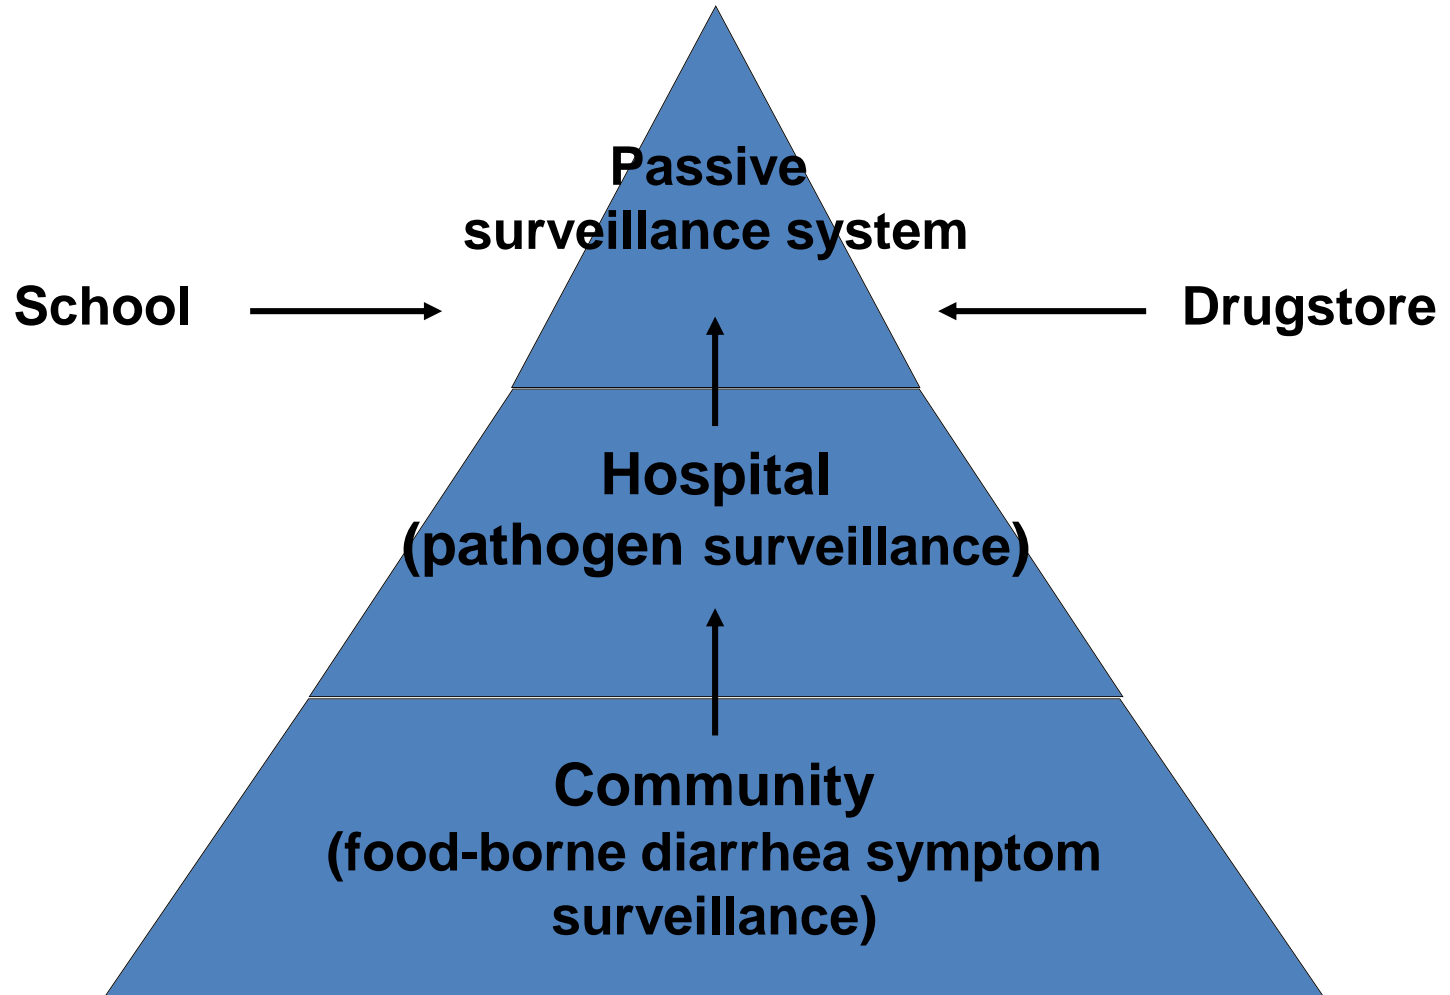 Passive
surveillance system
School
Drugstore
Hospital
(pathogen surveillance)
Community
(food-borne diarrhea symptom
surveillance)